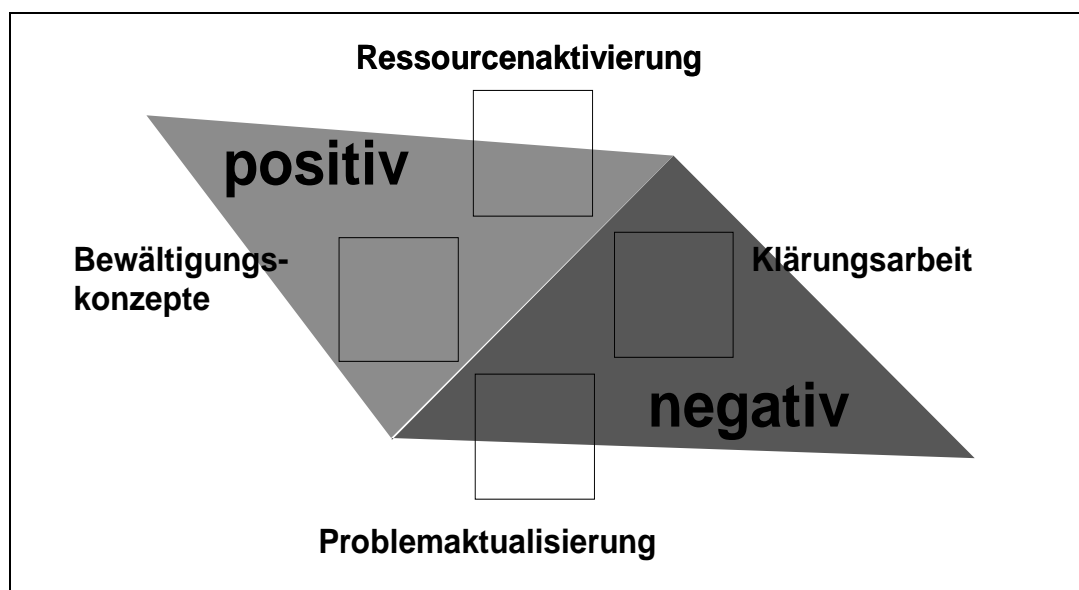 Ressourcenaktivierung
positiv
Bewältigungs-
konzepte
Klärungsarbeit
negativ
Problemaktualisierung